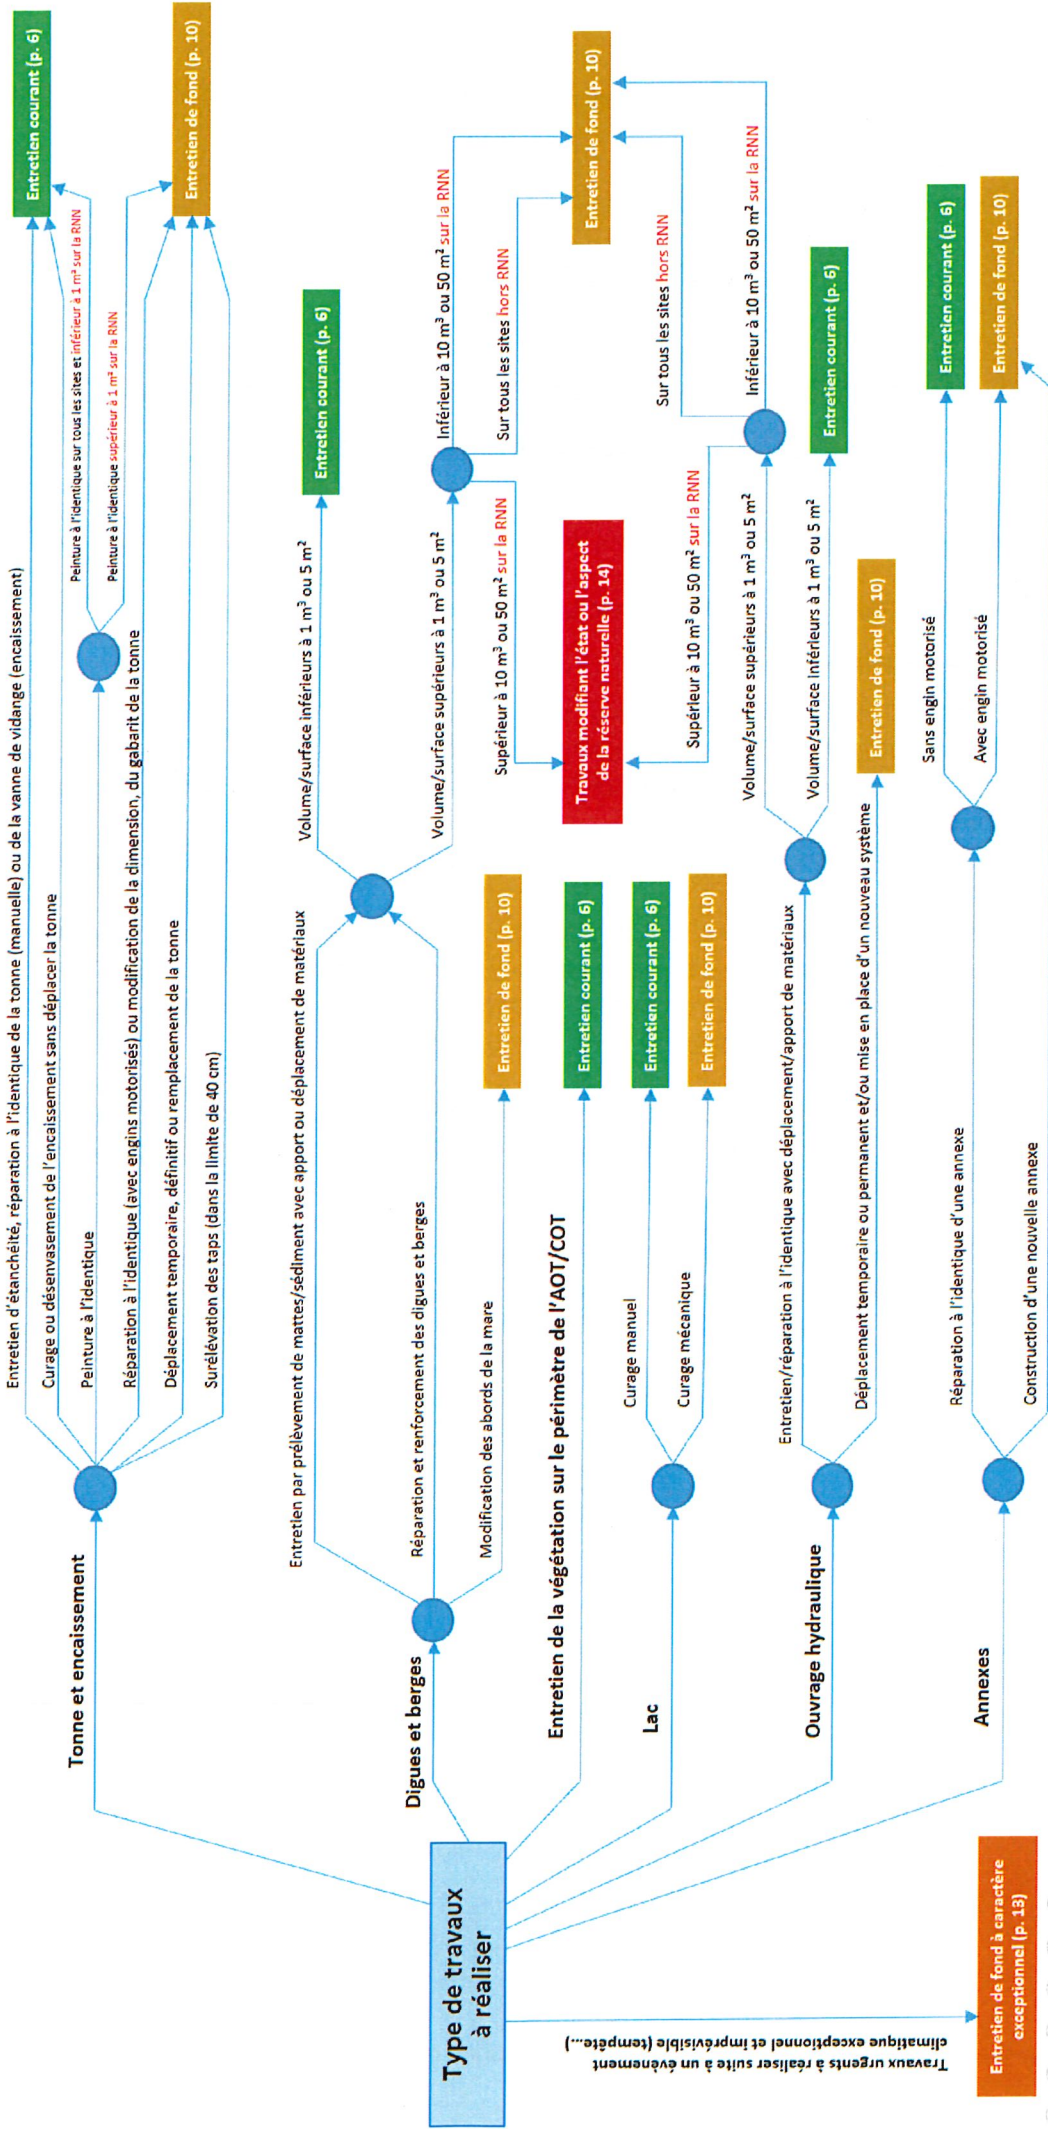 Type de travaux
à réaliser
Travaux urgents à réaliser suite à un évènement
climatique exceptionnel et imprévisible (tempête...)
Entretien de fond à caractère
exceptionnel (p. 13)
Tonne et encaissement
Entretien d'étanchéité, réparation à l'identique de la tonne (manuelle) ou de la vanne de vidange (encaissement)
Curage ou désenvasement de l'encaissement sans déplacer la tonne
Peinture à l'identique
Réparation à l'identique (avec engins motorisés) ou modification de la dimension, du gabarit de la tonne
Déplacement temporaire, définitif ou remplacement de la tonne
Surélévation des taps (dans la limite de 40 cm)
Peinture à l'identique sur tous les sites et inférieur à 1 m² sur la RNN
Peinture à l'identique supérieur à 1 m² sur la RNN
Entretien courant (p. 6)
Entretien de fond (p. 10)
Digues et berges
Entretien par prélèvement de mattes/sédiment avec apport ou déplacement de matériaux
Réparation et renforcement des digues et berges
Modification des abords de la mare
Entretien de fond (p. 10)
Volume/surface inférieurs à 1 m³ ou 5 m²
Entretien courant (p. 6)
Volume/surface supérieurs à 1 m³ ou 5 m²
Inférieur à 10 m³ ou 50 m² sur la RNN
Sur tous les sites hors RNN
Supérieur à 10 m³ ou 50 m² sur la RNN
Entretien de fond (p. 10)
Travaux modifiant l'état ou l'aspect
de la réserve naturelle (p. 14)
Entretien de la végétation sur le périmètre de l'AOT/COT
Entretien courant (p. 6)
Lac
Curage manuel
Entretien courant (p. 6)
Curage mécanique
Entretien de fond (p. 10)
Ouvrage hydraulique
Entretien/réparation à l'identique avec déplacement/apport de matériaux
Déplacement temporaire ou permanent et/ou mise en place d'un nouveau système
Entretien de fond (p. 10)
Sur tous les sites hors RNN
Supérieur à 10 m³ ou 50 m² sur la RNN
Inférieur à 10 m³ ou 50 m² sur la RNN
Volume/surface supérieurs à 1 m³ ou 5 m²
Volume/surface Inférieurs à 1 m³ ou 5 m²
Entretien courant (p. 6)
Annexes
Réparation à l'identique d'une annexe
Construction d'une nouvelle annexe
Sans engin motorisé
Avec engin motorisé
Entretien courant (p. 6)
Entretien de fond (p. 10)